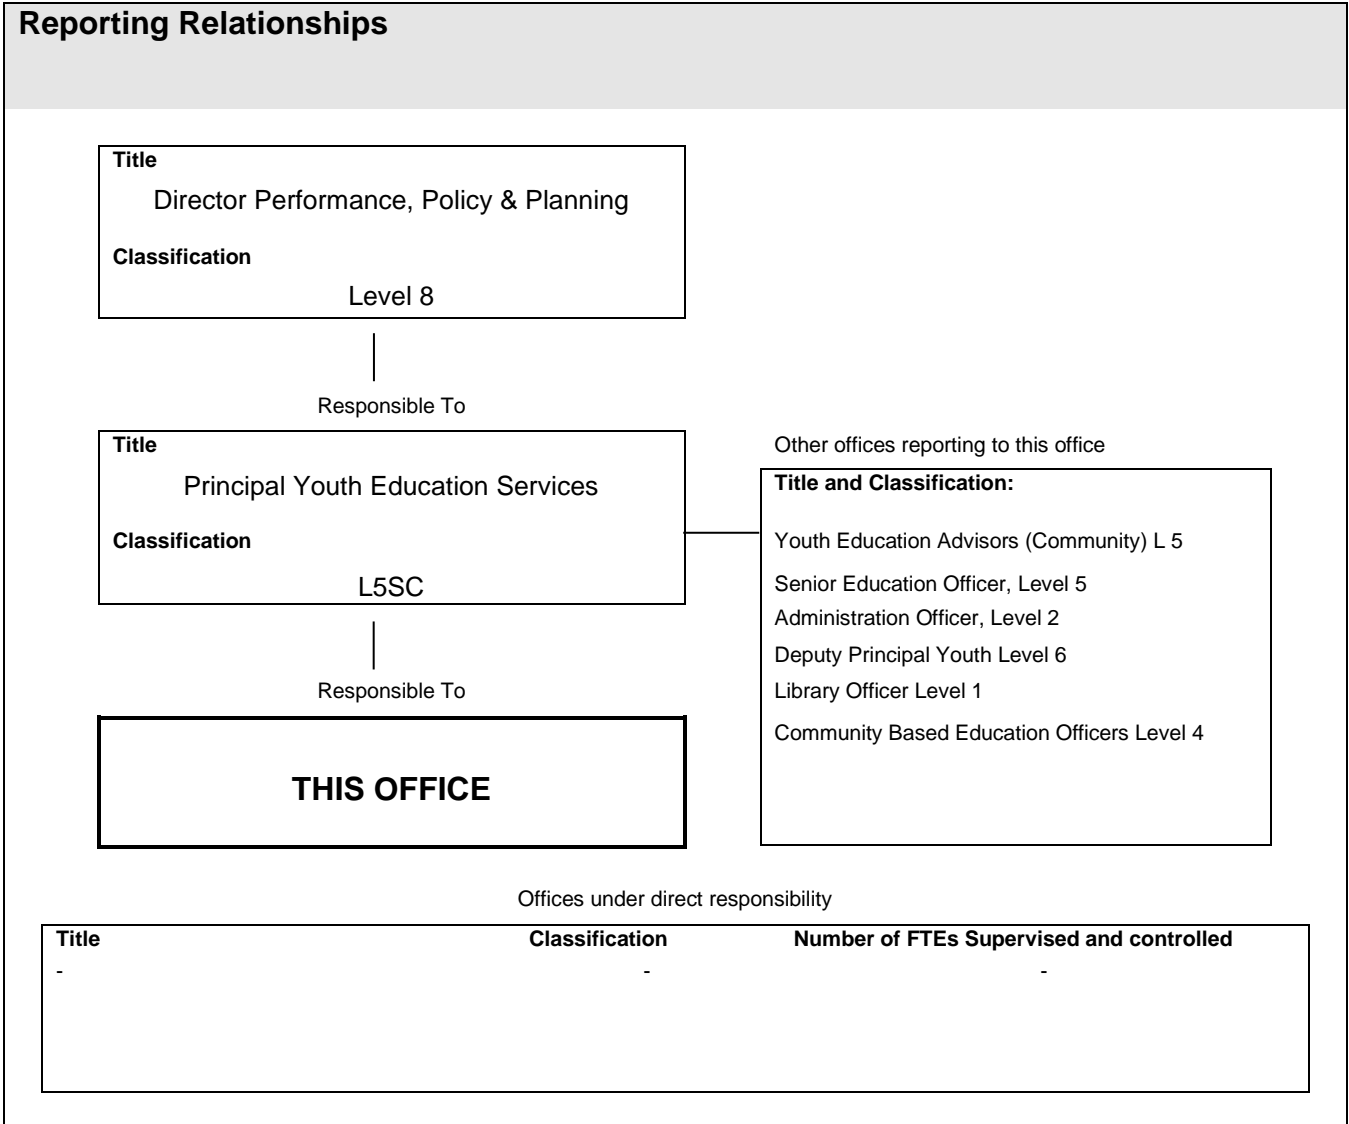 Reporting Relationships
Title
Director Performance, Policy & Planning
Classification
Level 8
Responsible To
Title
Principal Youth Education Services
Classification
L5SC
Other offices reporting to this office
Title and Classification:
Youth Education Advisors (Community) L 5
Senior Education Officer, Level 5
Administration Officer, Level 2
Deputy Principal Youth Level 6
Library Officer Level 1
Community Based Education Officers Level 4
Responsible To
THIS OFFICE
Offices under direct responsibility
Title Classification Number of FTEs Supervised and controlled
- - -